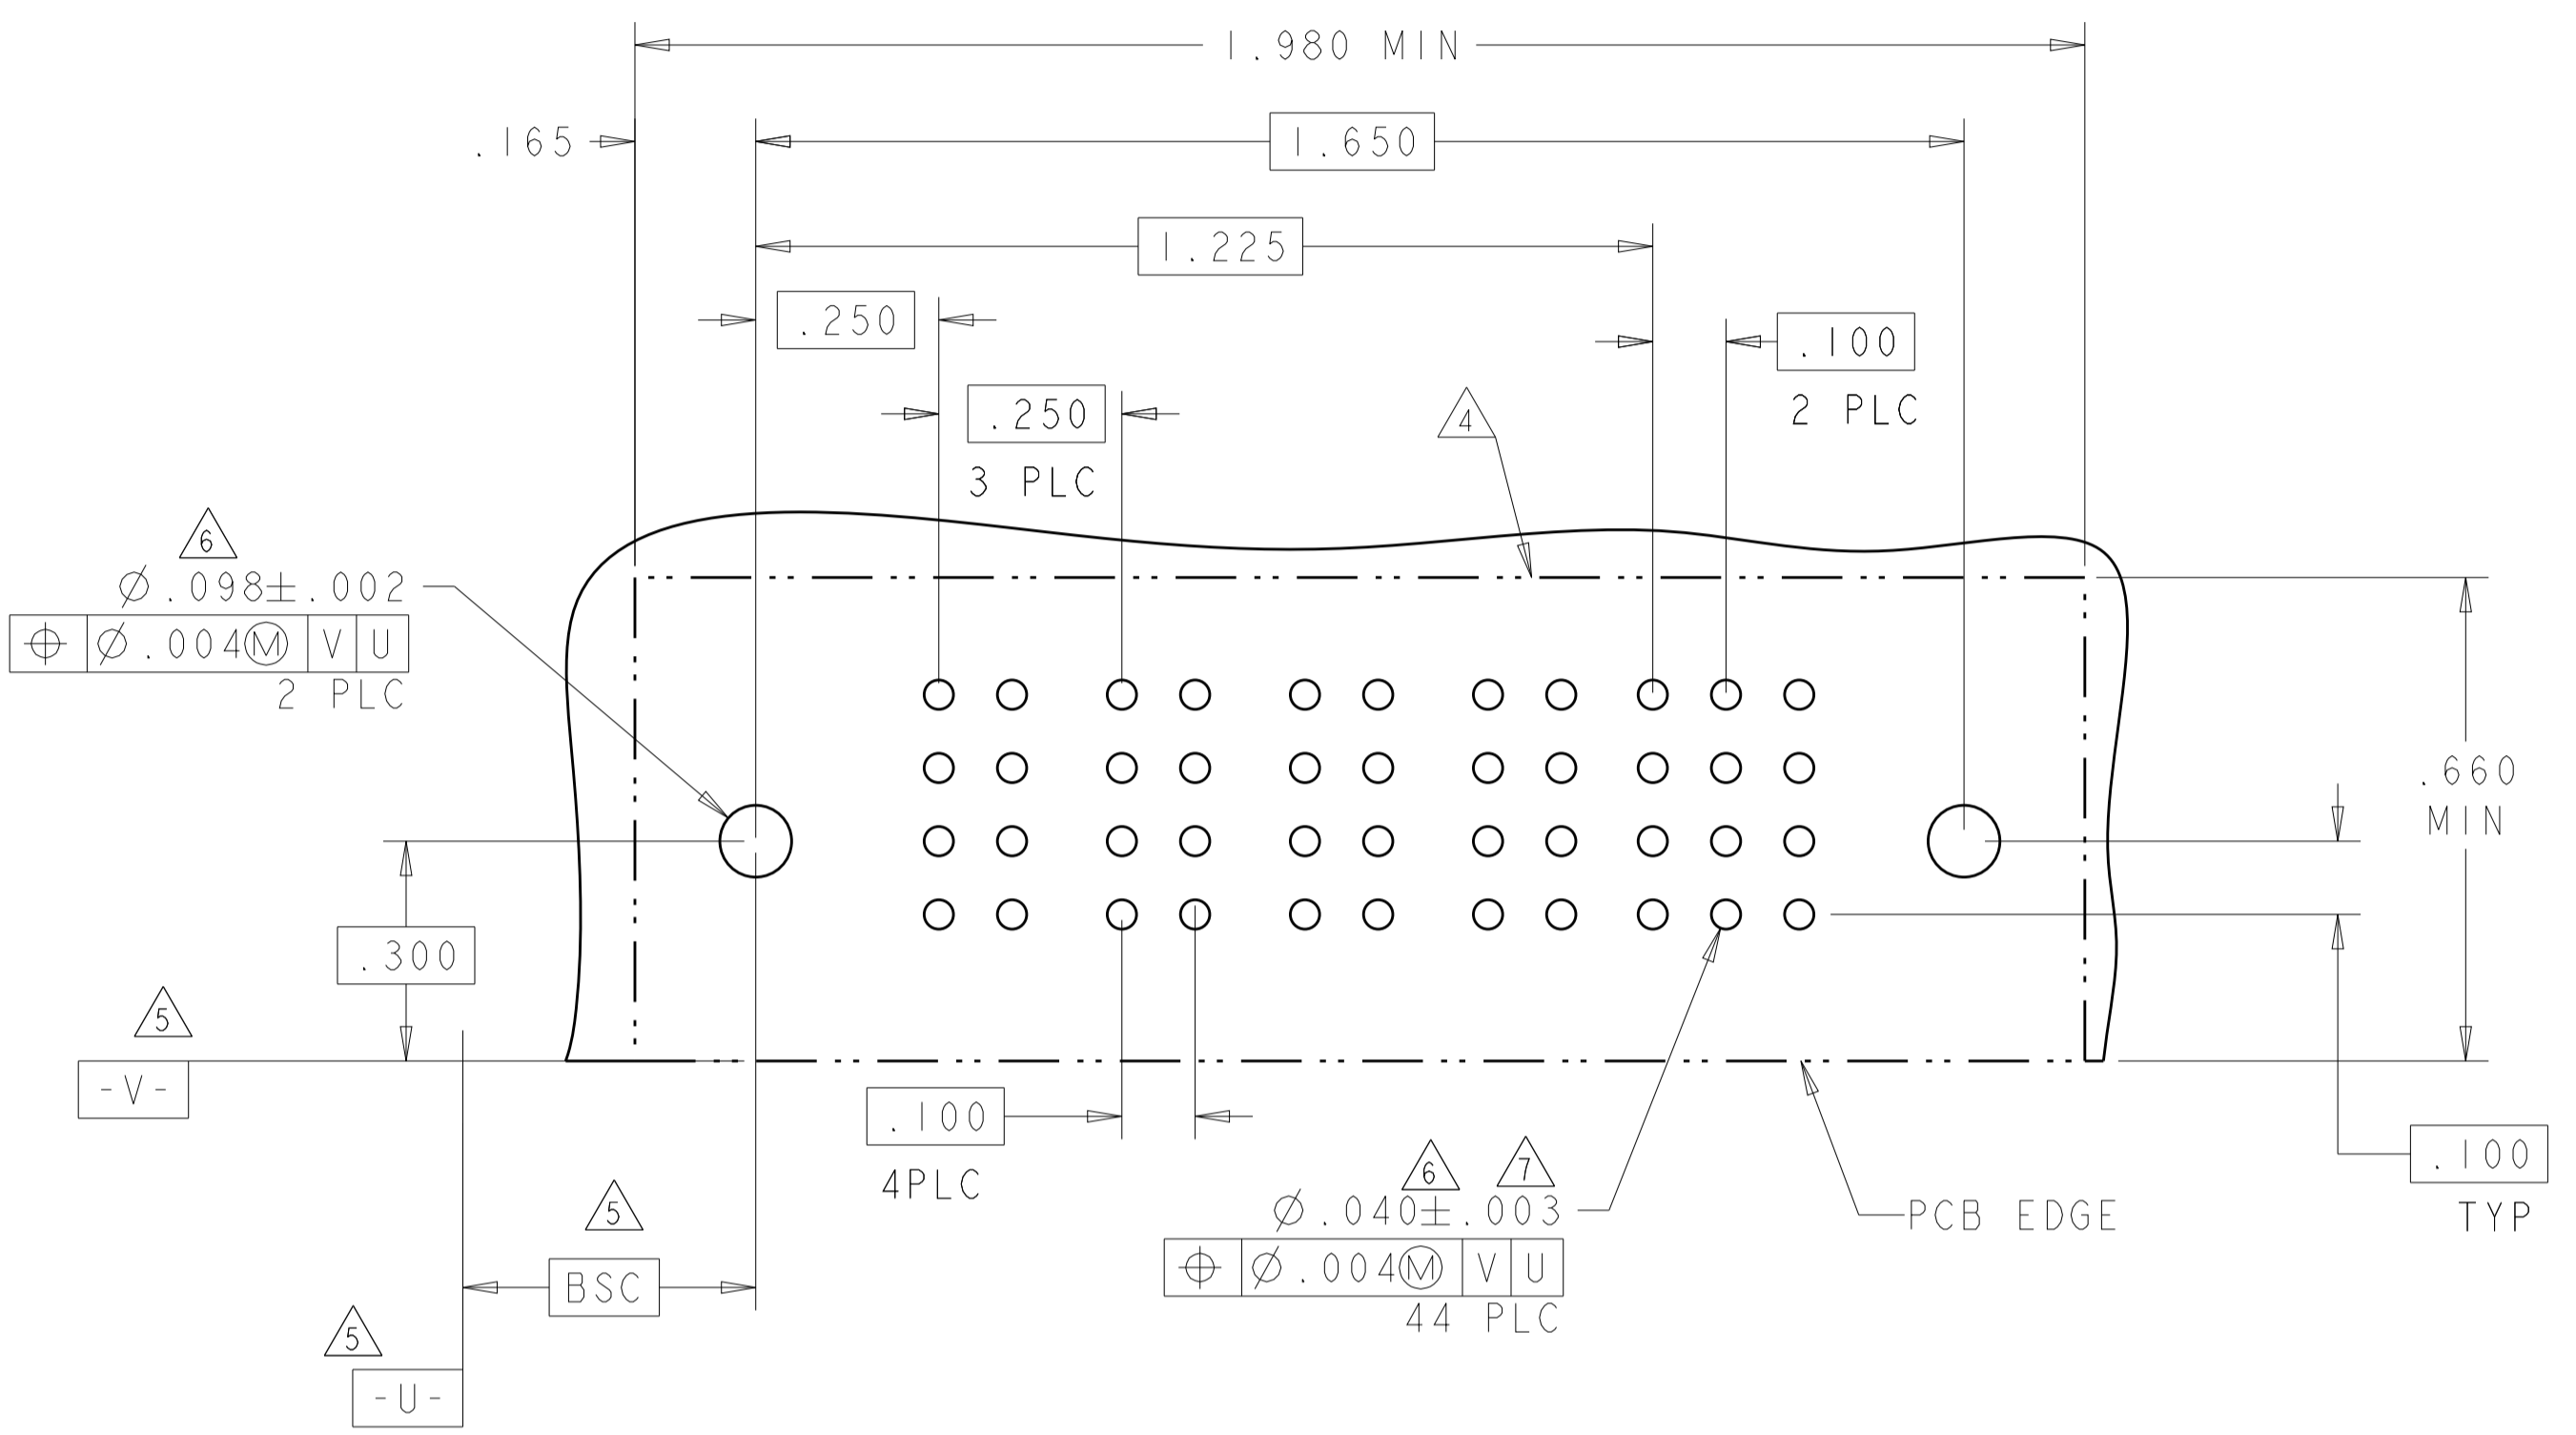 1.980 MIN
.165
1.650
1.225
.250
.100
2 PLC
.250
3 PLC
4
6
⌀.098±.002
⌖ ⌀.004Ⓜ V U
2 PLC
.660
MIN
.300
5
-V-
.100
4PLC
5
BSC
5
-U-
6 7
⌀.040±.003
⌖ ⌀.004Ⓜ V U
44 PLC
PCB EDGE
.100
TYP